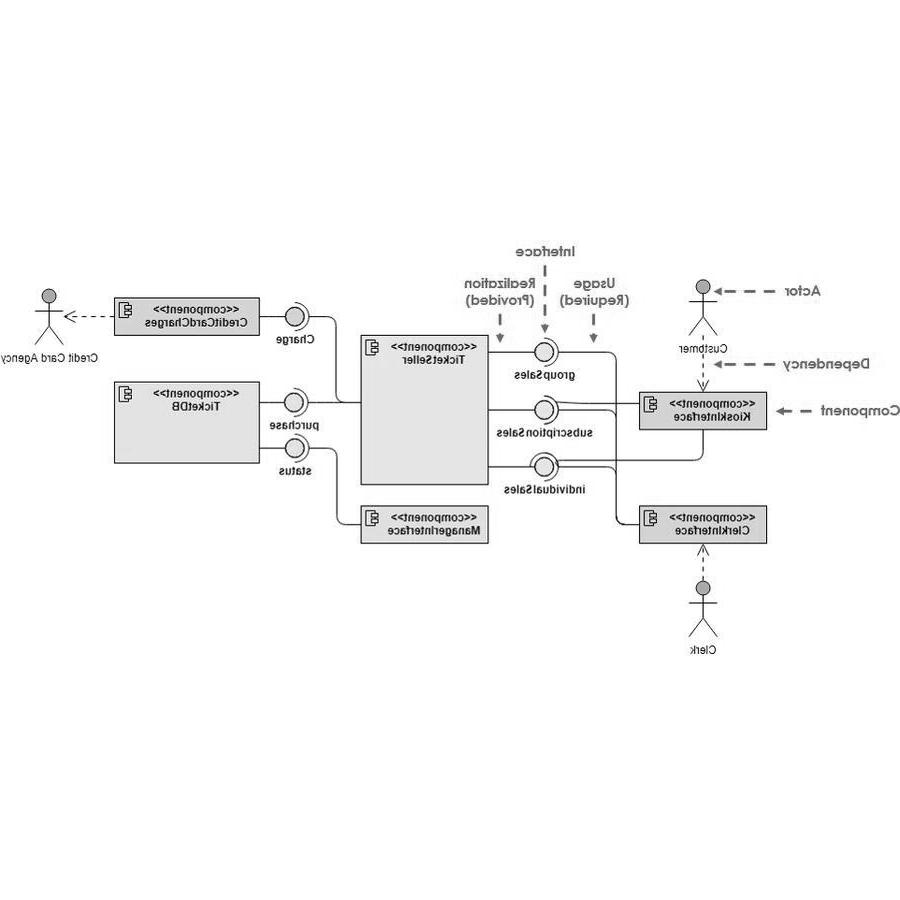 Interface
Realization
(Provided)
Usage
(Required)
Actor
Customer
Dependency
Component
<<component>>
CreditCardCharges
Credit Card Agency
Charge
<<component>>
TicketSeller
groupSales
<<component>>
TicketDB
purchase
status
subscriptionSales
<<component>>
KioskInterface
individualSales
<<component>>
ManagerInterface
<<component>>
ClerkInterface
Clerk